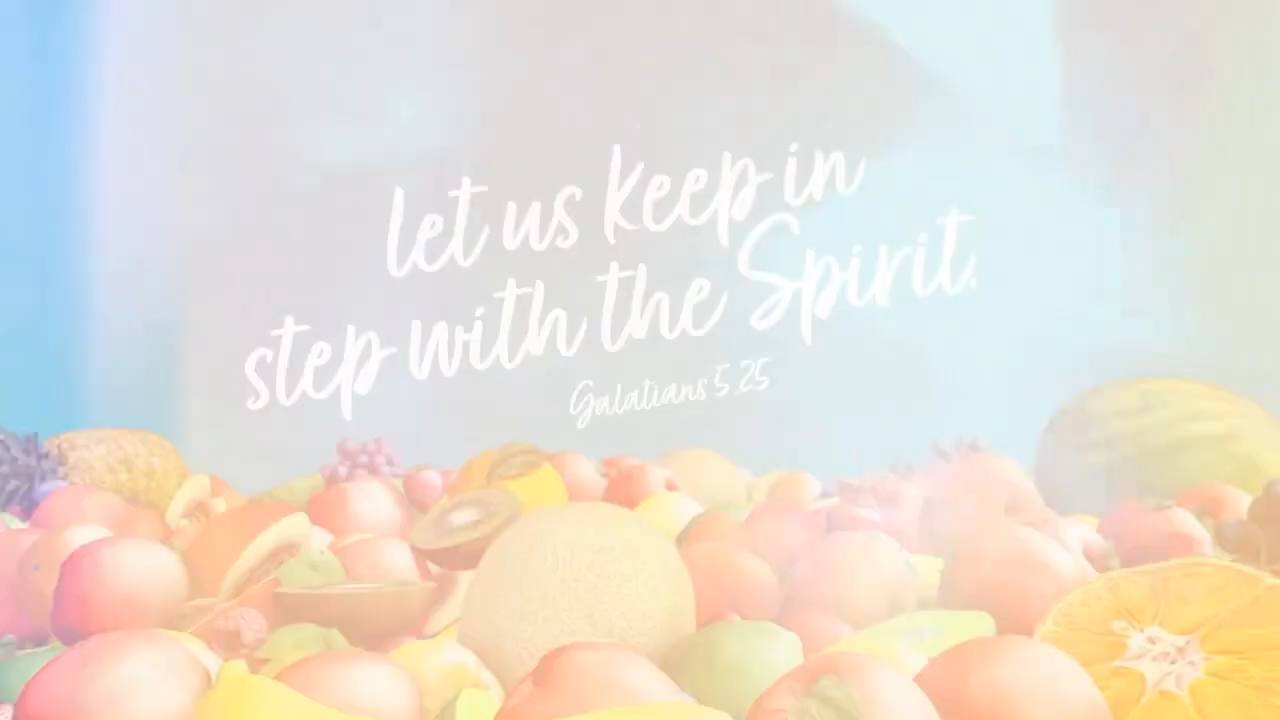 let us keep in
step with the Spirit.
Galatians 5.25